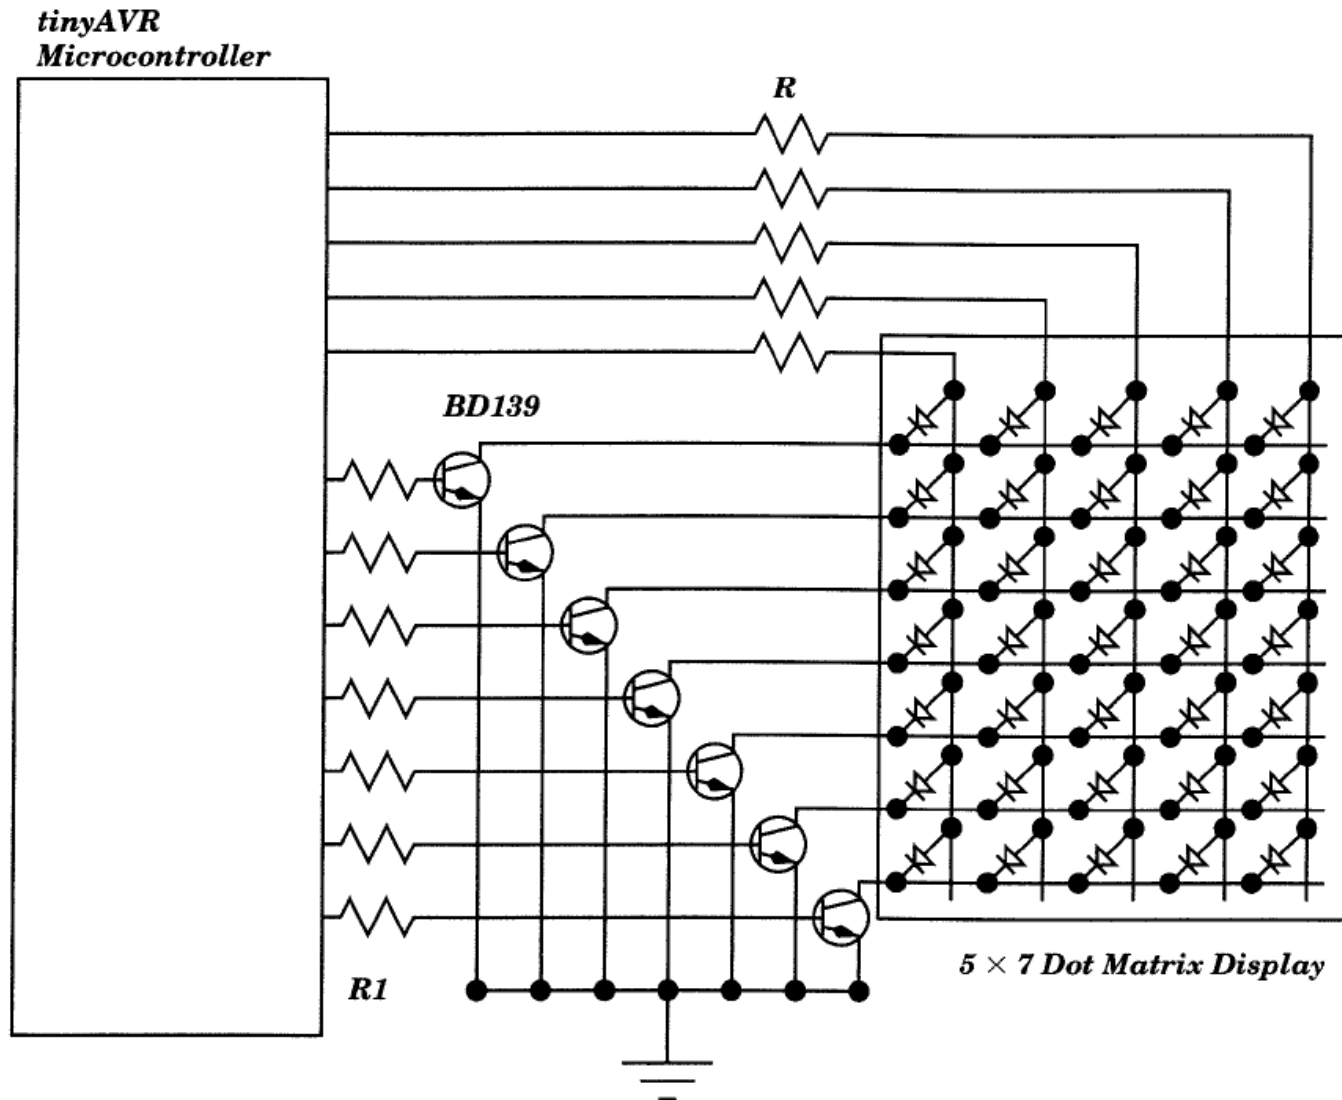 tinyAVR
Microcontroller
R
BD139
R1
5 × 7 Dot Matrix Display